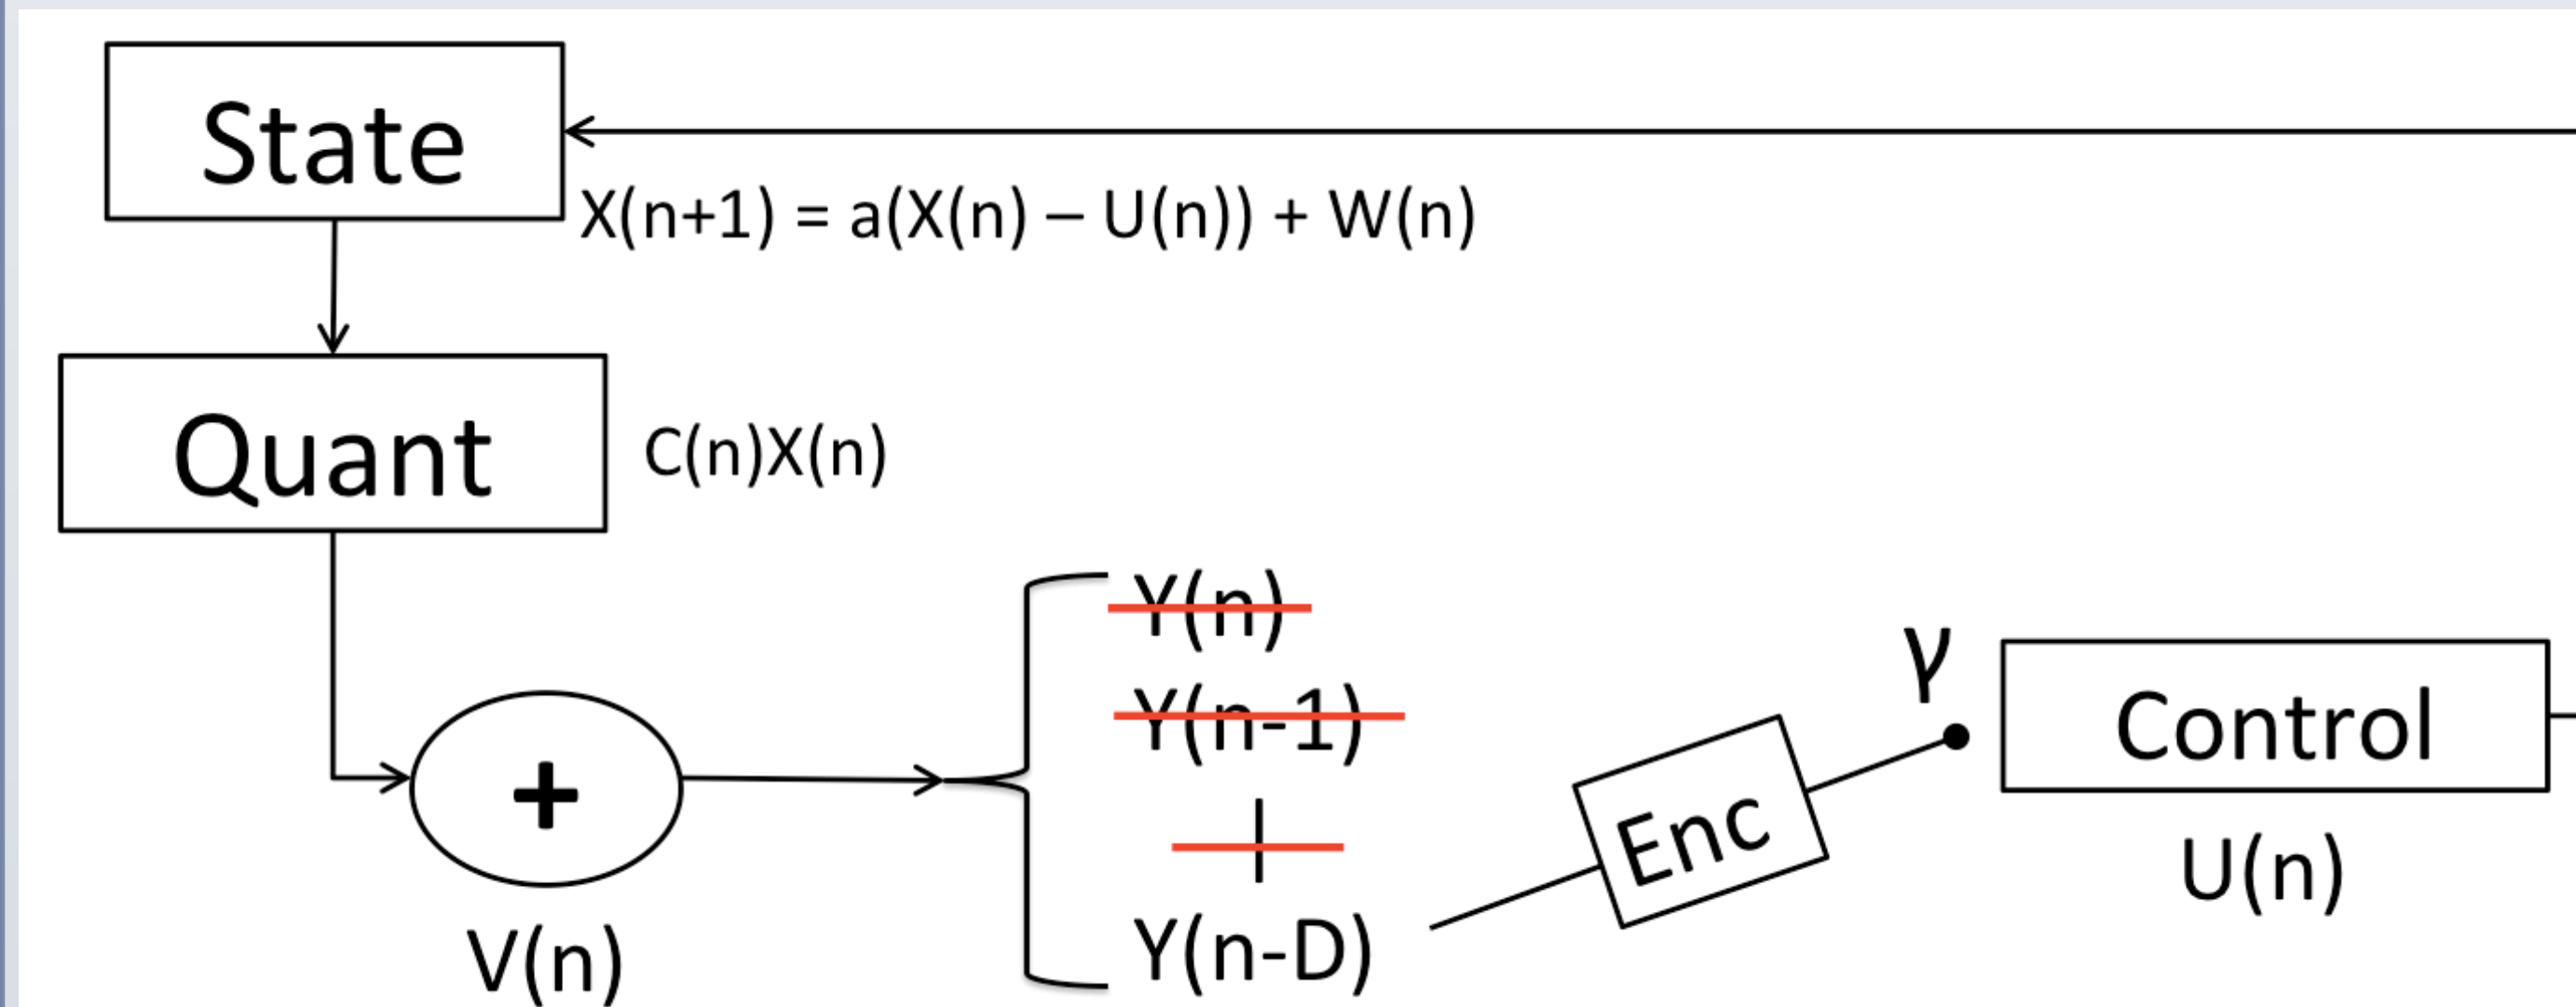 State
X(n+1) = a(X(n) – U(n)) + W(n)
Quant
C(n)X(n)
Y(n)
Y(n-1)
|
Y(n-D)
+
V(n)
Enc
γ
Control
U(n)